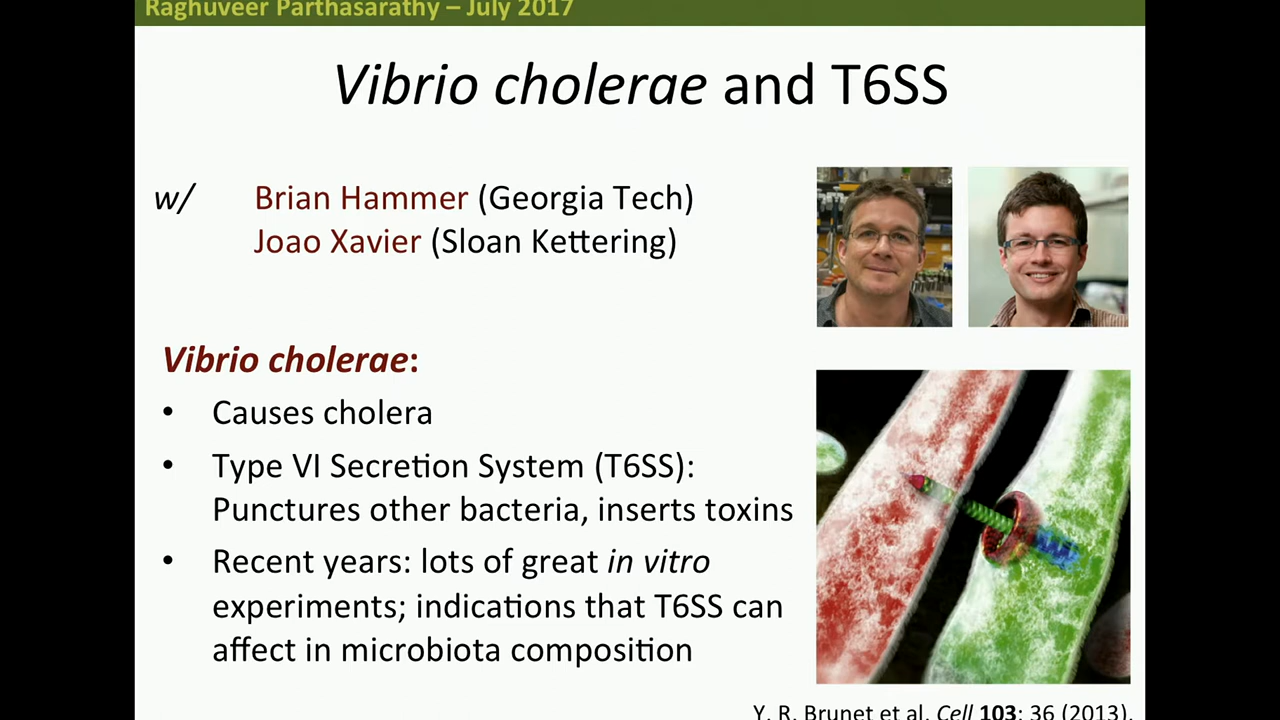 Raghuveer Parthasarathy – July 2017
Vibrio cholerae and T6SS
w/ Brian Hammer (Georgia Tech)
Joao Xavier (Sloan Kettering)
Vibrio cholerae:
• Causes cholera
• Type VI Secretion System (T6SS):
Punctures other bacteria, inserts toxins
• Recent years: lots of great in vitro
experiments; indications that T6SS can
affect in microbiota composition
Y. R. Brunet et al. Cell 103: 36 (2013).